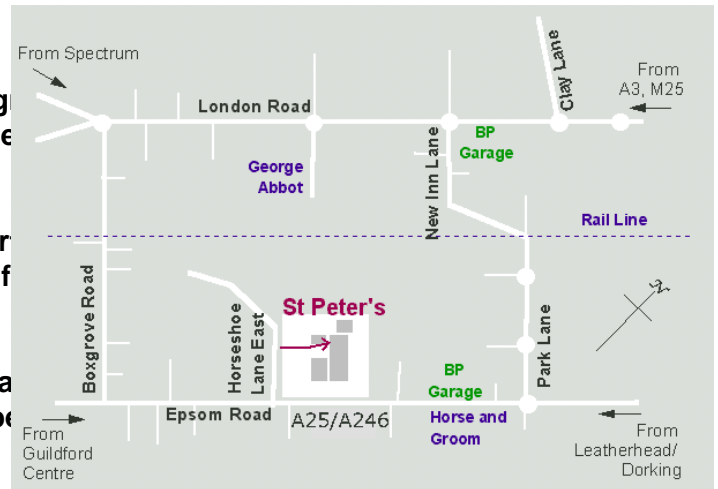 From Spectrum
London Road
Clay Lane
From
A3, M25
George
Abbot
New Inn Lane
BP
Garage
Rail Line
Boxgrove Road
Horseshoe
Lane East
St Peter's
N
Park Lane
BP
Garage
Epsom Road
A25/A246
Horse and
Groom
From
Guildford
Centre
From
Leatherhead/
Dorking